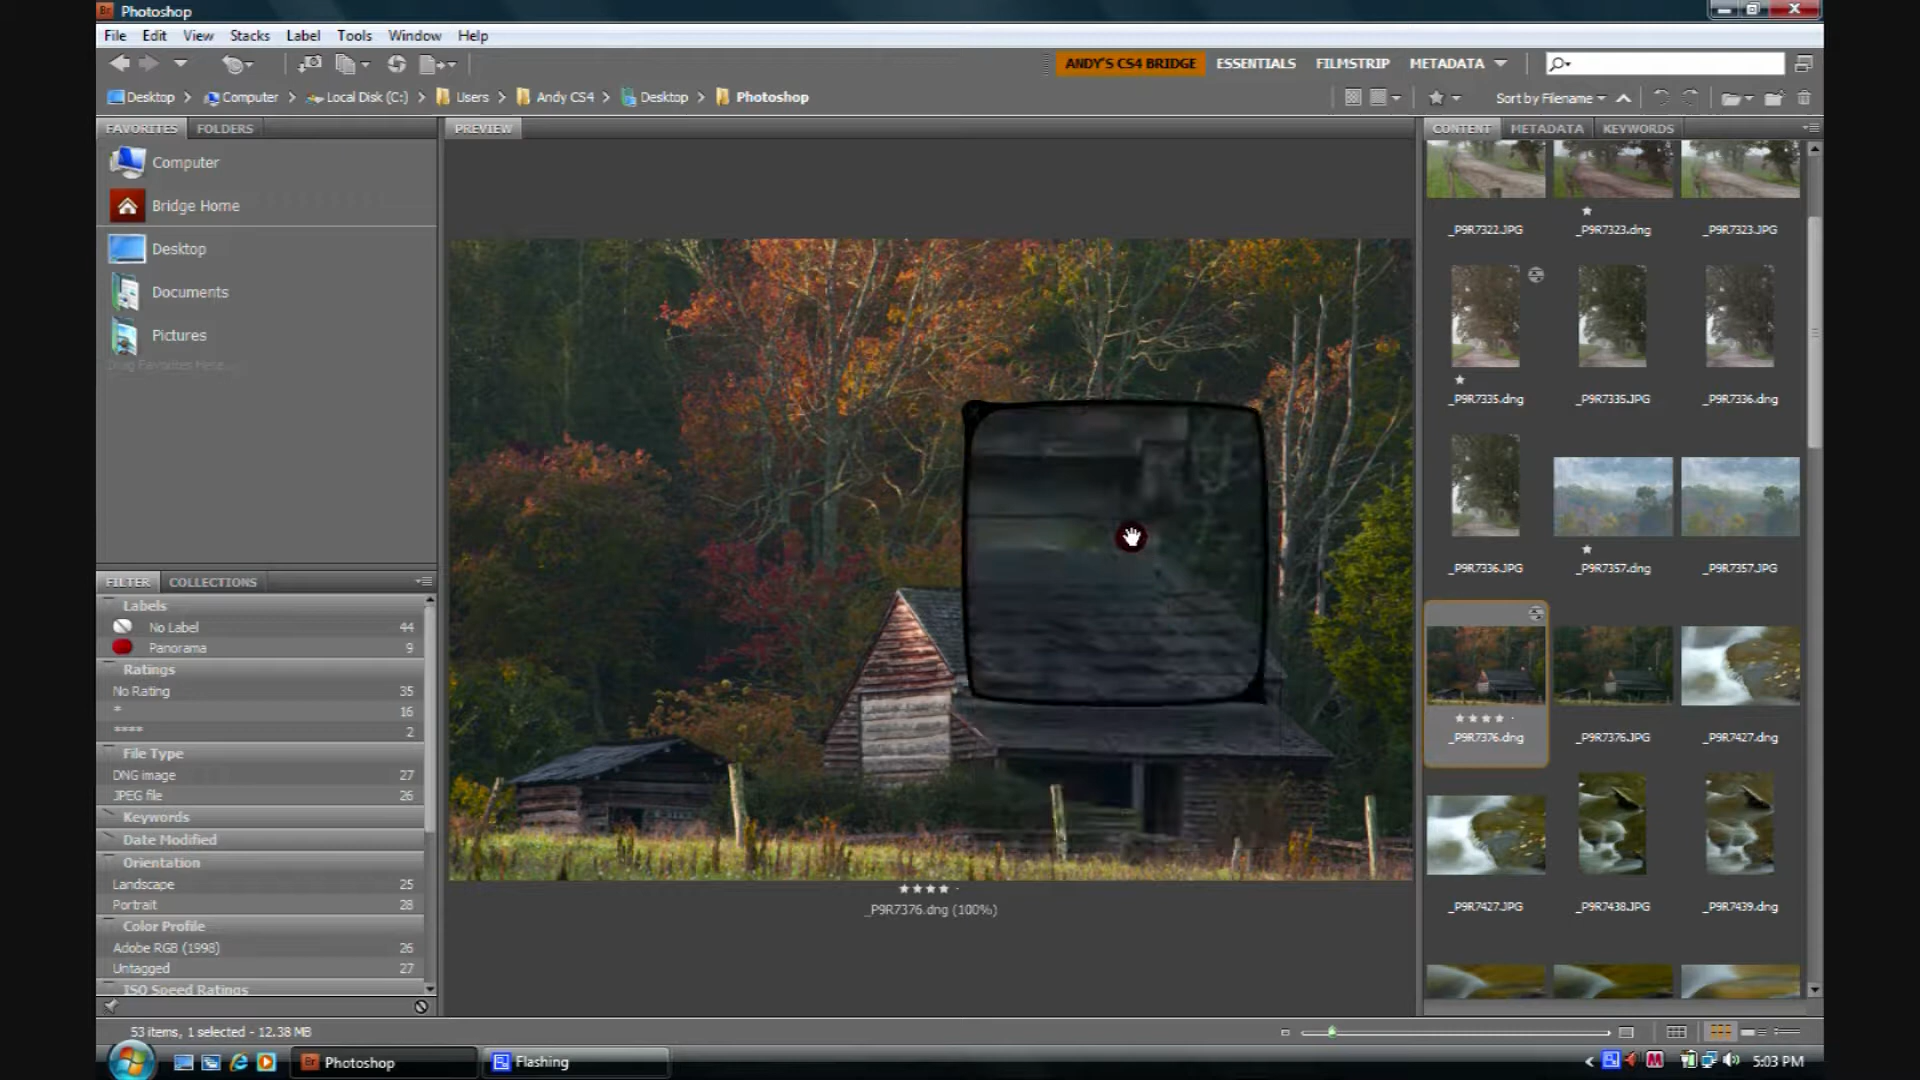 Br Photoshop
File Edit View Stacks Label Tools Window Help
ANDY'S CS4 BRIDGE ESSENTIALS FILMSTRIP METADATA
Desktop > Computer > Local Disk (C:) > Users > Andy CS4 > Desktop > Photoshop
Sort by Filename
FAVORITES FOLDERS
PREVIEW
CONTENT METADATA KEYWORDS
Computer
Bridge Home
Desktop
Documents
Pictures
Drag Favorites Here...
_P9R7322.JPG _P9R7323.dng _P9R7323.JPG
_P9R7335.dng _P9R7335.JPG _P9R7336.dng
_P9R7336.JPG _P9R7357.dng _P9R7357.JPG
_P9R7376.dng _P9R7376.JPG _P9R7427.dng
_P9R7427.JPG _P9R7438.JPG _P9R7439.dng
_P9R7376.dng (100%)
FILTER COLLECTIONS
Labels
No Label 44
Panorama 9
Ratings
No Rating 35
* 16
**** 2
File Type
DNG image 27
JPEG file 26
Keywords
Date Modified
Orientation
Landscape 25
Portrait 28
Color Profile
Adobe RGB (1998) 26
Untagged 27
ISO Speed Ratings
53 items, 1 selected - 12.38 MB
Br Photoshop
Flashing
5:03 PM